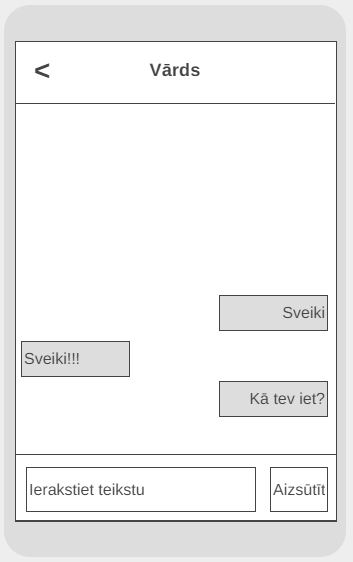 < Vārds
Sveiki
Sveiki!!!
Kā tev iet?
Ierakstiet teikstu
Aizsūtīt